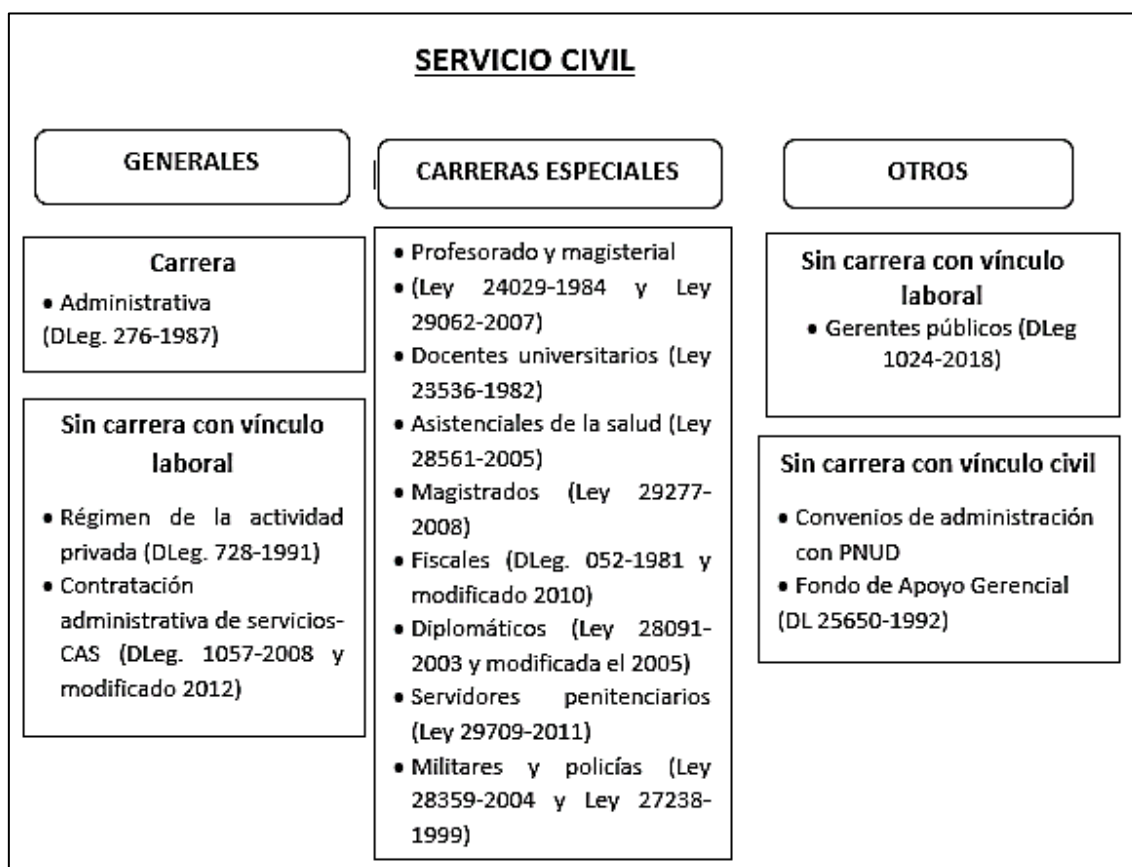 SERVICIO CIVIL
GENERALES
Carrera
● Administrativa
(DLeg. 276-1987)
Sin carrera con vínculo
laboral
● Régimen de la actividad
privada (DLeg. 728-1991)
● Contratación
administrativa de servicios-
CAS (DLeg. 1057-2008 y
modificado 2012)
CARRERAS ESPECIALES
● Profesorado y magisterial
● (Ley 24029-1984 y Ley
29062-2007)
● Docentes universitarios (Ley
23536-1982)
● Asistenciales de la salud (Ley
28561-2005)
● Magistrados (Ley 29277-
2008)
● Fiscales (DLeg. 052-1981 y
modificado 2010)
● Diplomáticos (Ley 28091-
2003 y modificada el 2005)
● Servidores penitenciarios
(Ley 29709-2011)
● Militares y policías (Ley
28359-2004 y Ley 27238-
1999)
OTROS
Sin carrera con vínculo
laboral
● Gerentes públicos (DLeg
1024-2018)
Sin carrera con vínculo civil
● Convenios de administración
con PNUD
● Fondo de Apoyo Gerencial
(DL 25650-1992)